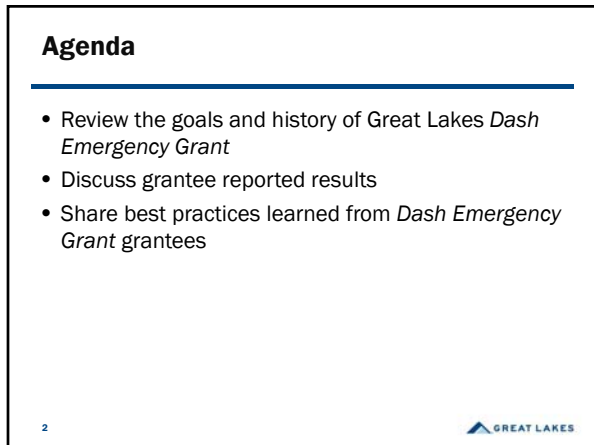 Agenda
• Review the goals and history of Great Lakes Dash
Emergency Grant
• Discuss grantee reported results
• Share best practices learned from Dash Emergency
Grant grantees
2
GREAT LAKES